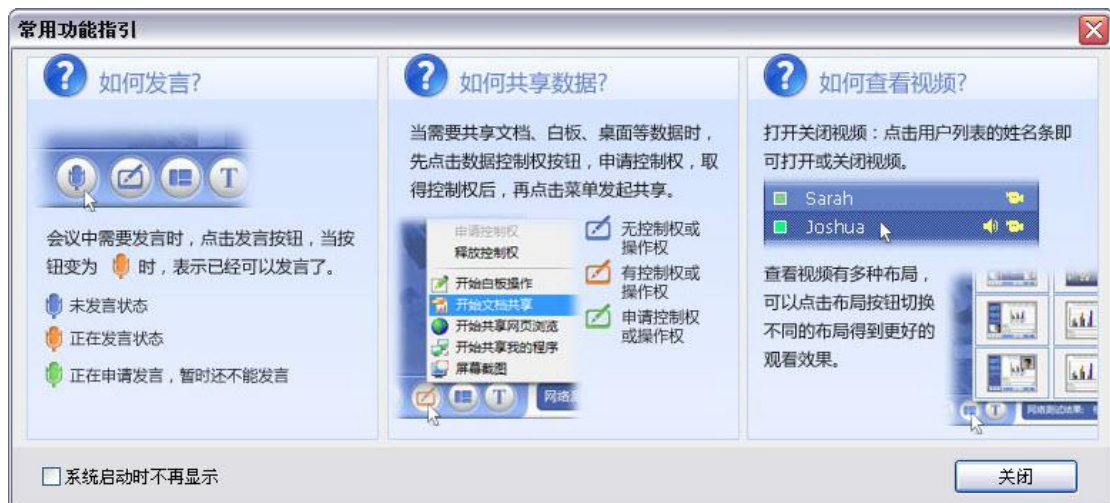 常用功能指引
如何发言?
T
会议中需要发言时，点击发言按钮，当按
钮变为 时，表示已经可以发言了。
未发言状态
正在发言状态
正在申请发言，暂时还不能发言
如何共享数据?
当需要共享文档、白板、桌面等数据时，
先点击数据控制权按钮，申请控制权，取
得控制权后，再点击菜单发起共享。
申请控制权
释放控制权
开始白板操作
开始文档共享
开始共享网页浏览
开始共享我的程序
屏幕截图
T
网络
无控制权或
操作权
有控制权或
操作权
申请控制权
或操作权
如何查看视频?
打开关闭视频：点击用户列表的姓名条即
可打开或关闭视频。
Sarah
Joshua
查看视频有多种布局，
可以点击布局按钮切换
不同的布局得到更好的
观看效果。
T
网络测试结果:
系统启动时不再显示
关闭